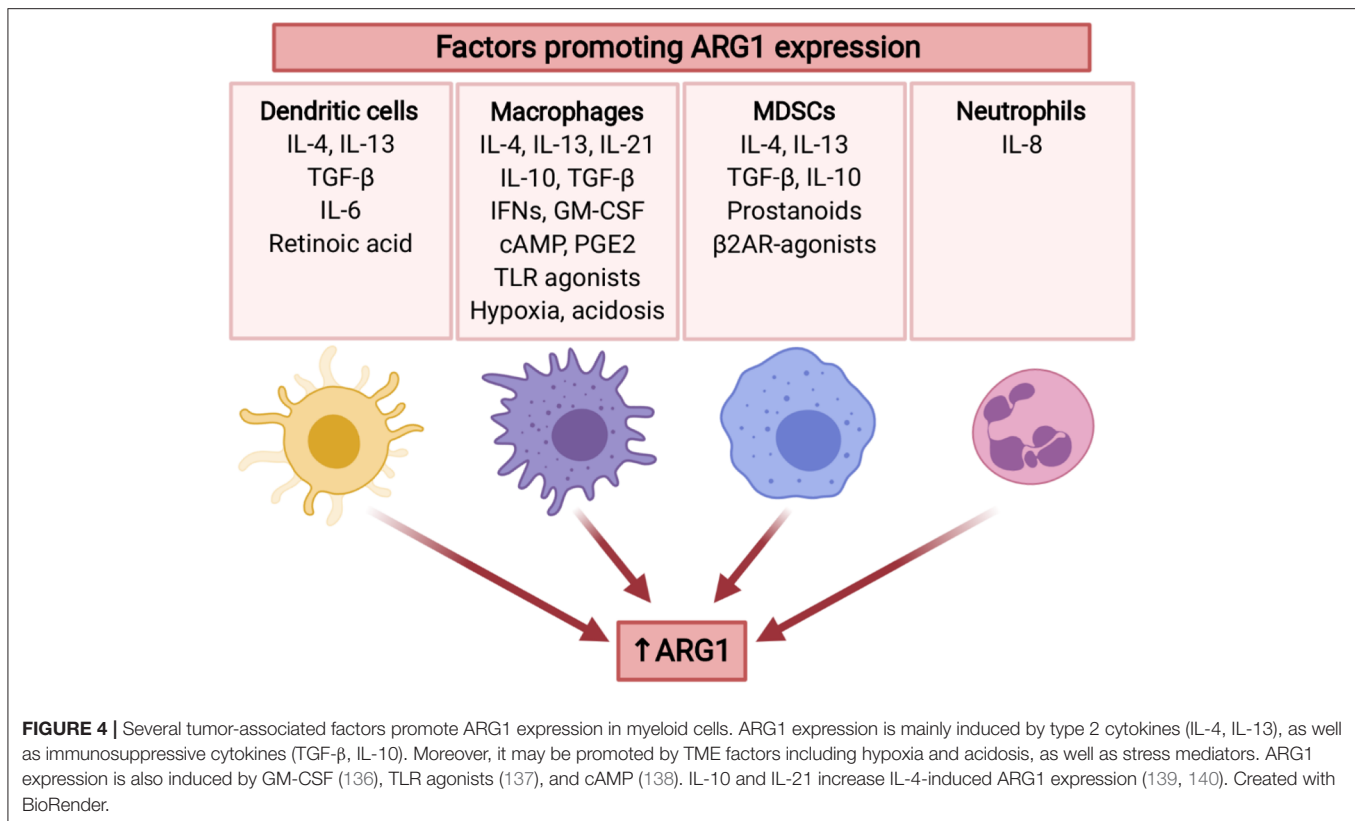 Factors promoting ARG1 expression
Dendritic cells
IL-4, IL-13
TGF-β
IL-6
Retinoic acid
Macrophages
IL-4, IL-13, IL-21
IL-10, TGF-β
IFNs, GM-CSF
cAMP, PGE2
TLR agonists
Hypoxia, acidosis
MDSCs
IL-4, IL-13
TGF-β, IL-10
Prostanoids
β2AR-agonists
Neutrophils
IL-8
↑ARG1
FIGURE 4 | Several tumor-associated factors promote ARG1 expression in myeloid cells. ARG1 expression is mainly induced by type 2 cytokines (IL-4, IL-13), as well
as immunosuppressive cytokines (TGF-β, IL-10). Moreover, it may be promoted by TME factors including hypoxia and acidosis, as well as stress mediators. ARG1
expression is also induced by GM-CSF (136), TLR agonists (137), and cAMP (138). IL-10 and IL-21 increase IL-4-induced ARG1 expression (139, 140). Created with
BioRender.